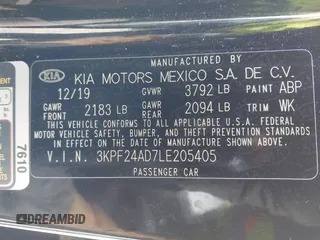 MANUFACTURED BY
KIA KIA MOTORS MEXICO S.A. DE C.V.
12/19 GVWR 3792 LB PAINT ABP
GAWR FRONT 2183 LB GAWR REAR 2094 LB TRIM WK
THIS VEHICLE CONFORMS TO ALL APPLICABLE U.S.A. FEDERAL
MOTOR VEHICLE SAFETY, BUMPER, AND THEFT PREVENTION STANDARDS
IN EFFECT ON THE DATE OF MANUFACTURE SHOWN ABOVE.
V.I.N. 3KPF24AD7LE205405
PASSENGER CAR
7610
DREAMBID